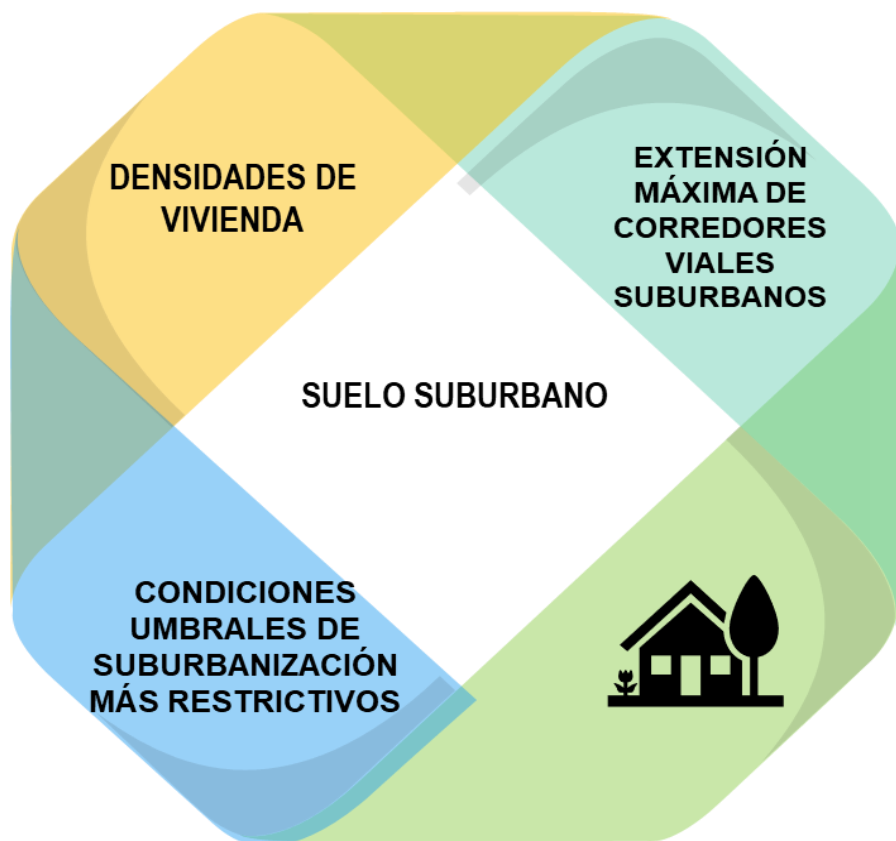 DENSIDADES DE
VIVIENDA
EXTENSIÓN
MÁXIMA DE
CORREDORES
VIALES
SUBURBANOS
SUELO SUBURBANO
CONDICIONES
UMBRALES DE
SUBURBANIZACIÓN
MÁS RESTRICTIVOS